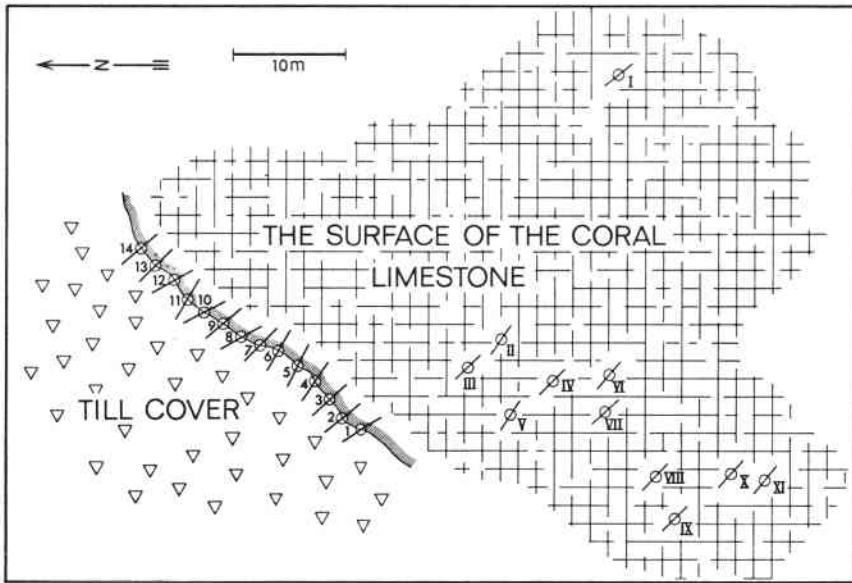 N
10m
I
THE SURFACE OF THE CORAL
LIMESTONE
14
13
12
11 10
9
8
7
6
5
4
3
2
1
II
III
IV
VI
V
VII
TILL COVER
VIII
X
XI
IX